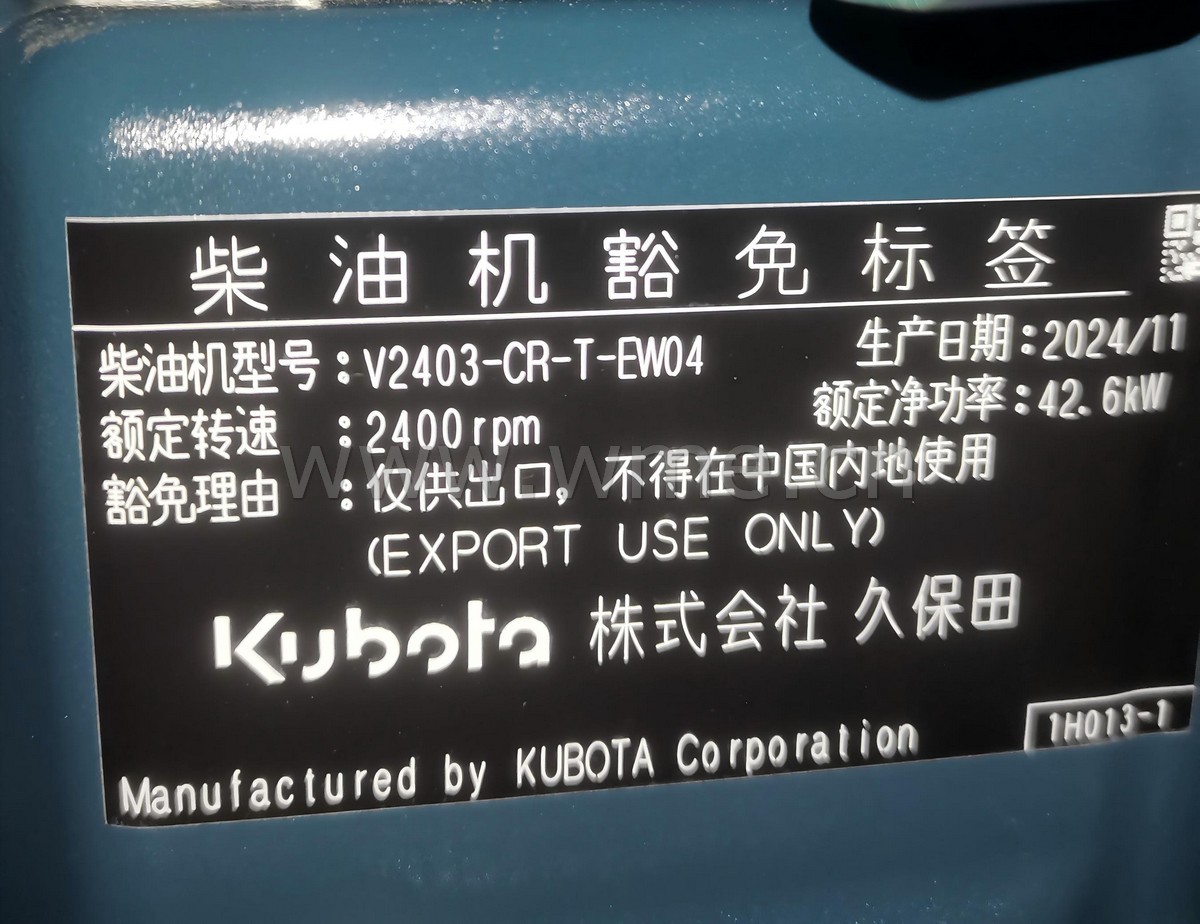 柴油机豁免标签
柴油机型号:V2403-CR-T-EW04
生产日期:2024/11
额定转速:2400rpm
额定净功率:42.6kW
豁免理由:仅供出口，不得在中国内地使用
(EXPORT USE ONLY)
www.wme.cn
Kubota 株式会社 久保田
1H013-1
Manufactured by KUBOTA Corporation